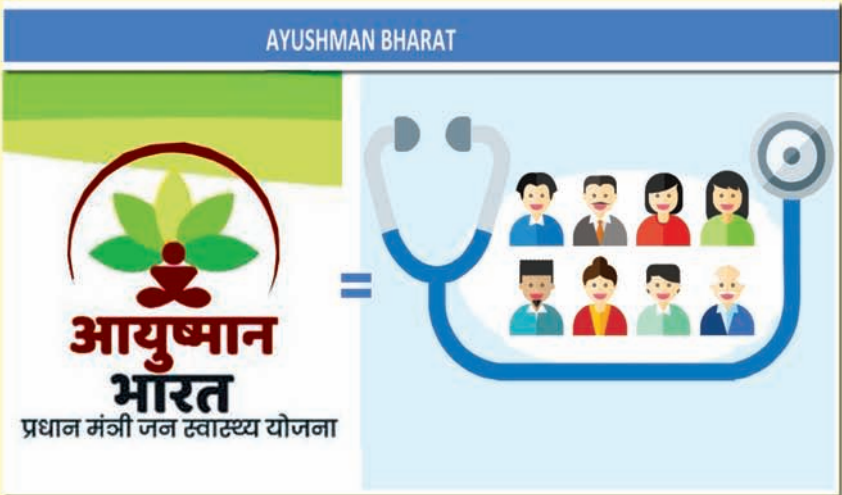 AYUSHMAN BHARAT
आयुष्मान
भारत
प्रधान मंत्री जन स्वास्थ्य योजना
=